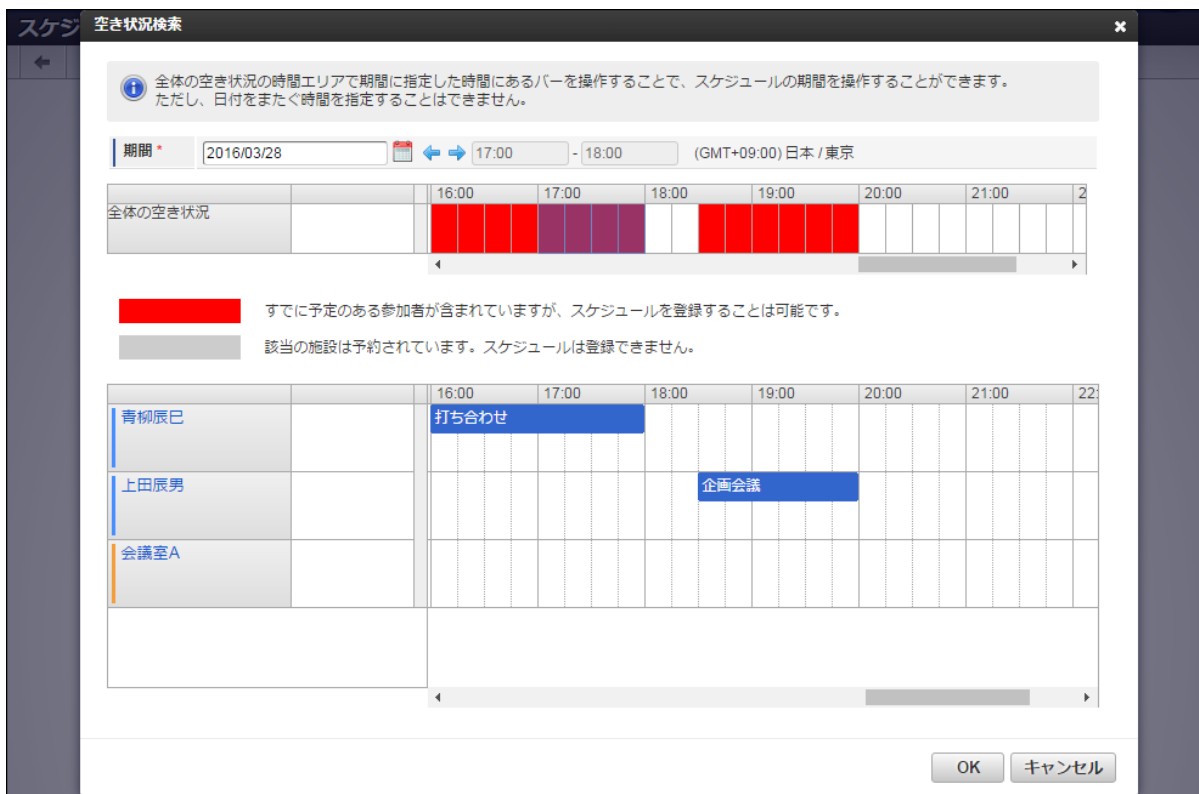 スケジ
空き状況検索
全体の空き状況の時間エリアで期間に指定した時間にあるバーを操作することで、スケジュールの期間を操作することができます。
ただし、日付をまたぐ時間を指定することはできません。
期間 * 2016/03/28 17:00 - 18:00 (GMT+09:00) 日本 / 東京
16:00 17:00 18:00 19:00 20:00 21:00 2
全体の空き状況
すでに予定のある参加者が含まれていますが、スケジュールを登録することは可能です。
該当の施設は予約されています。スケジュールは登録できません。
16:00 17:00 18:00 19:00 20:00 21:00 22:
青柳辰巳 打ち合わせ
上田辰男 企画会議
会議室A
OK キャンセル